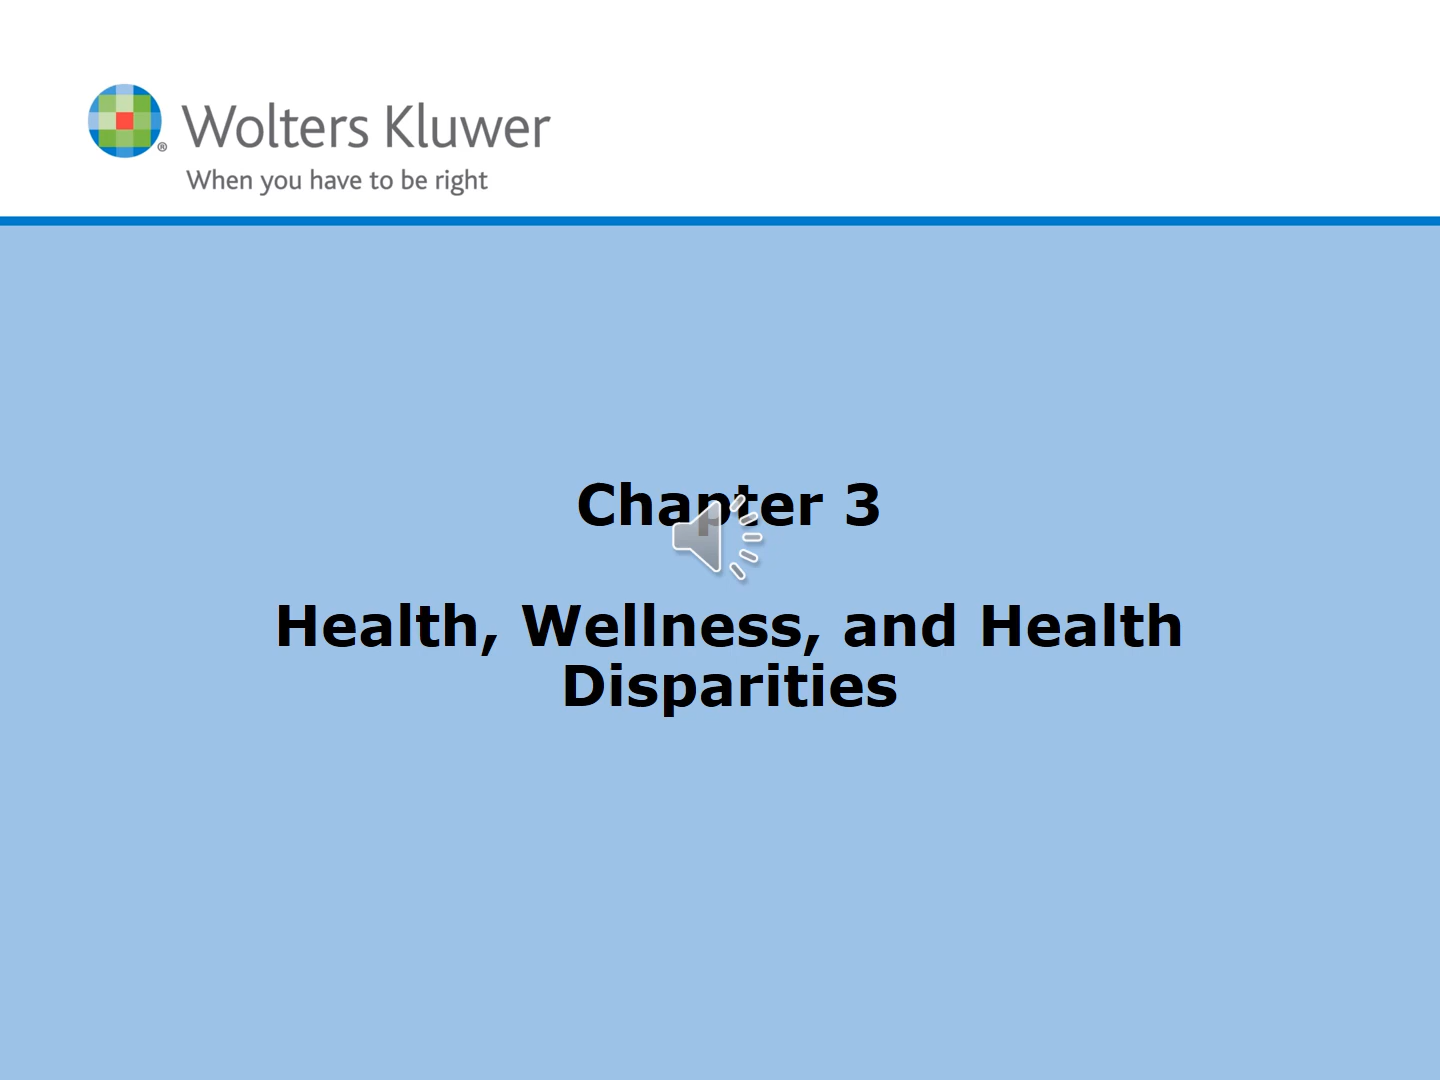 Wolters Kluwer
®
When you have to be right
Chapter 3
Health, Wellness, and Health
Disparities